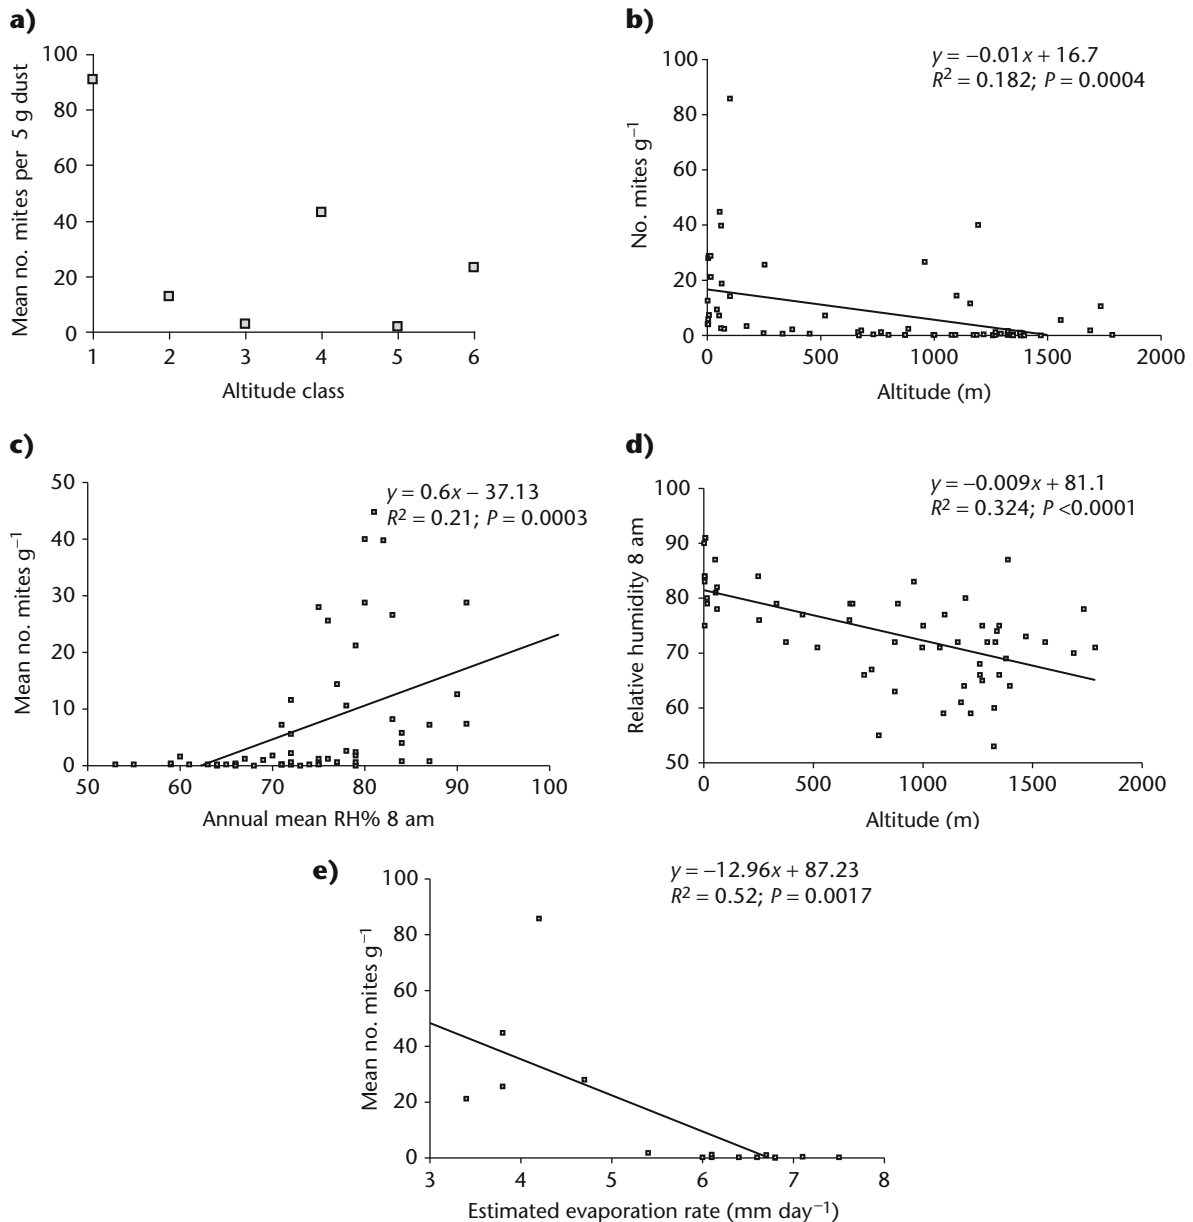 a)
Mean no. mites per 5 g dust
100
80
60
40
20
0
1 2 3 4 5 6
Altitude class
b)
y = −0.01x + 16.7
R² = 0.182; P = 0.0004
No. mites g⁻¹
100
80
60
40
20
0
0 500 1000 1500 2000
Altitude (m)
c)
y = 0.6x − 37.13
R² = 0.21; P = 0.0003
Mean no. mites g⁻¹
50
40
30
20
10
0
50 60 70 80 90 100
Annual mean RH% 8 am
d)
y = −0.009x + 81.1
R² = 0.324; P <0.0001
Relative humidity 8 am
100
90
80
70
60
50
0 500 1000 1500 2000
Altitude (m)
e)
y = −12.96x + 87.23
R² = 0.52; P = 0.0017
Mean no. mites g⁻¹
100
80
60
40
20
0
3 4 5 6 7 8
Estimated evaporation rate (mm day⁻¹)